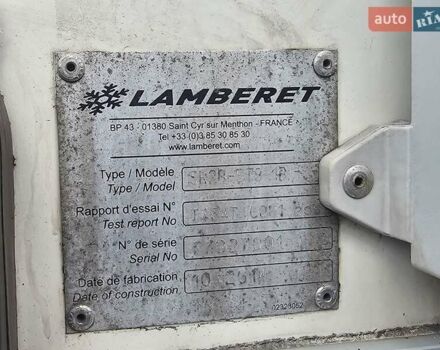 auto RIA
LAMBERET
BP 43 - 01380 Saint Cyr sur Menthon - FRANCE
Tel +33 (0)3 85 30 85 30
www.lamberet.com
Type / Modèle
Type / Model
Rapport d'essai N°
Test report No
N° de série
Serial No
Date de fabrication
Date of construction